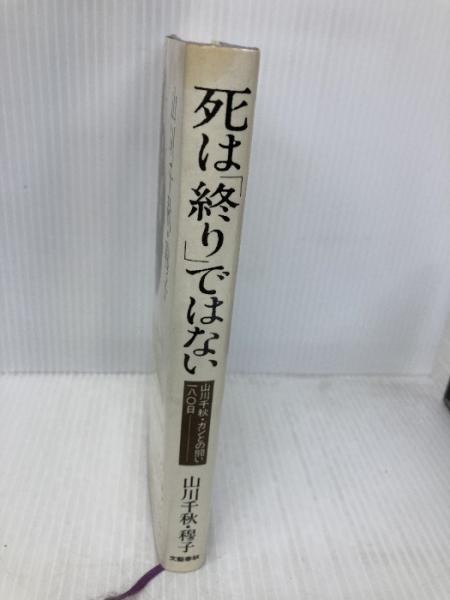 死は「終り」ではない
山川千秋・ガンとの闘い
一八〇日
山川千秋・穆子
文藝春秋